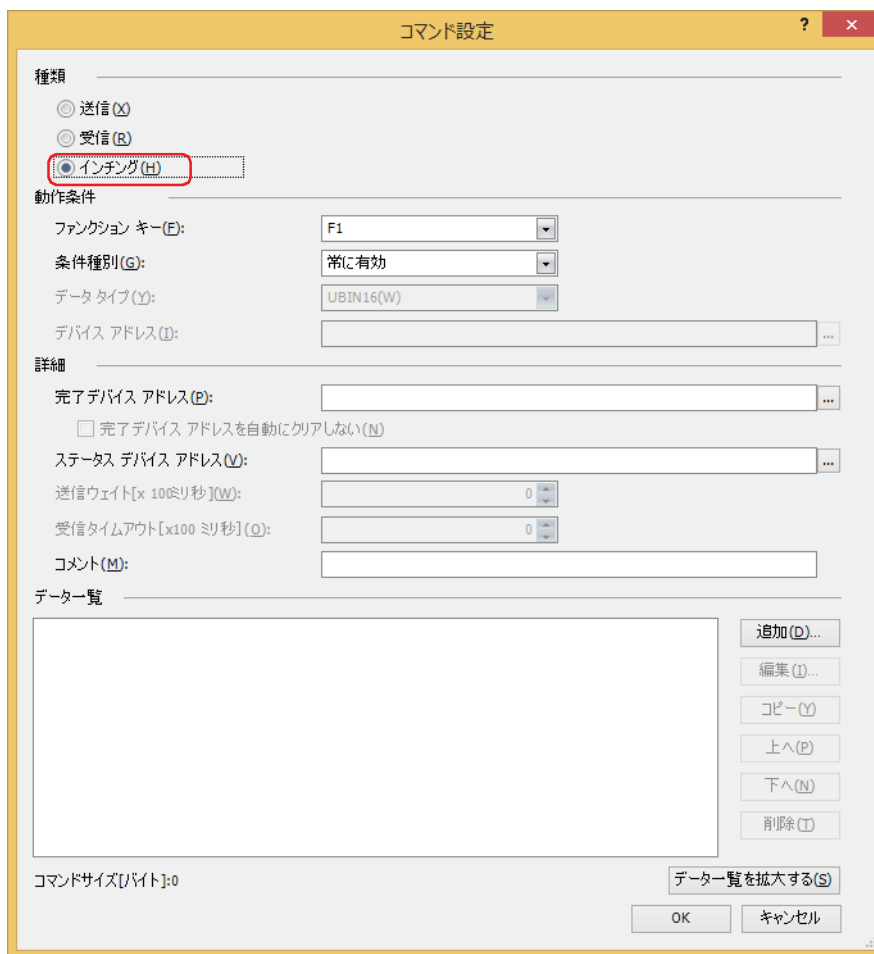 コマンド設定
?
×
種類
送信(X)
受信(R)
インチング(H)
動作条件
ファンクション キー(F):
F1
条件種別(G):
常に有効
データ タイプ(Y):
UBIN16(W)
デバイス アドレス(I):
...
詳細
完了デバイス アドレス(P):
...
完了デバイス アドレスを自動にクリアしない(N)
ステータス デバイス アドレス(V):
...
送信ウェイト[x 100ミリ秒](W):
0
受信タイムアウト[x100 ミリ秒](O):
0
コメント(M):
データ一覧
追加(D)...
編集(I)...
コピー(Y)
上へ(P)
下へ(N)
削除(T)
コマンドサイズ[バイト]:0
データ一覧を拡大する(S)
OK
キャンセル